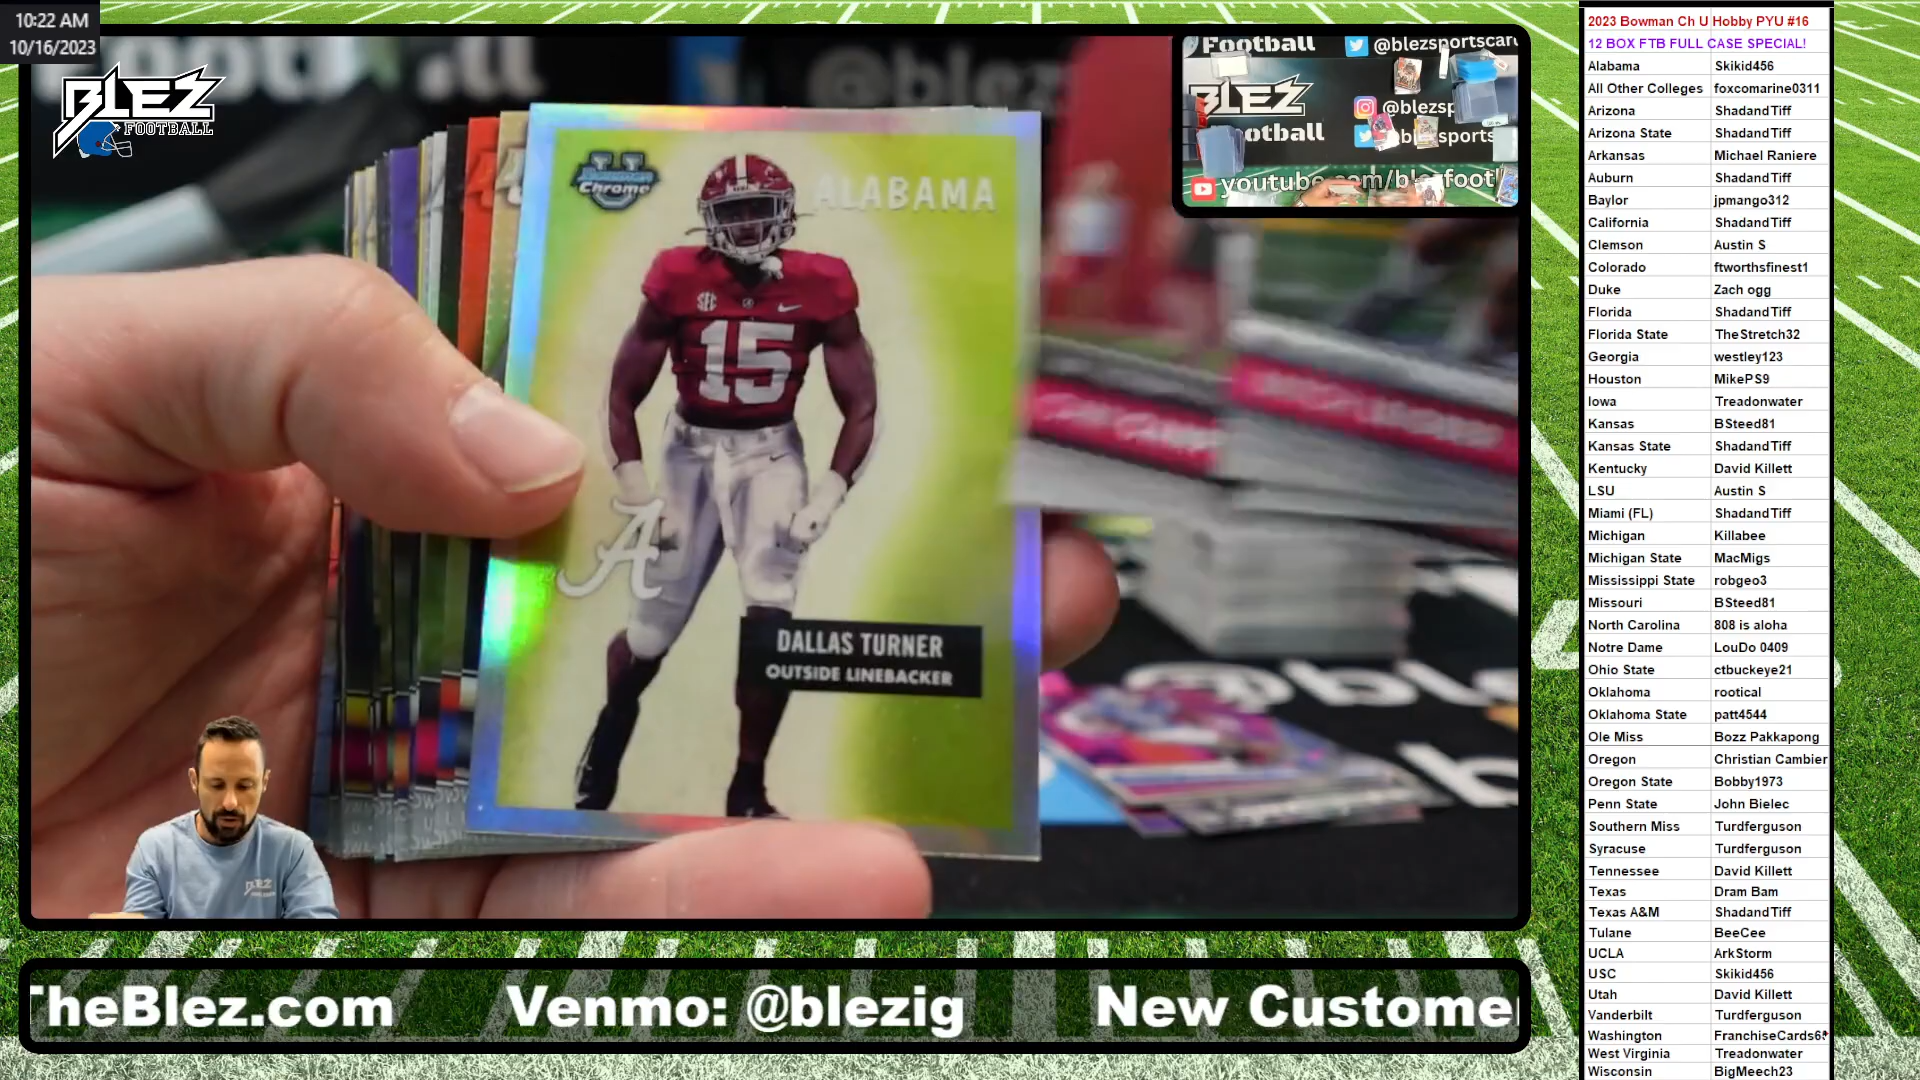 10:22 AM
10/16/2023
BLEZ
FOOTBALL
Bowman
Chrome
ALABAMA
SEC
15
A
DALLAS TURNER
OUTSIDE LINEBACKER
Football
@blezsportscar
BLEZ
@blezsp
youtube.com/blezfootl
BLEZ
TheBlez.com Venmo: @blezig New Custome
2023 Bowman Ch U Hobby PYU #16
12 BOX FTB FULL CASE SPECIAL!
Alabama Skikid456
All Other Colleges foxcomarine0311
Arizona ShadandTiff
Arizona State ShadandTiff
Arkansas Michael Raniere
Auburn ShadandTiff
Baylor jpmango312
California ShadandTiff
Clemson Austin S
Colorado ftworthsfinest1
Duke Zach ogg
Florida ShadandTiff
Florida State TheStretch32
Georgia westley123
Houston MikePS9
Iowa Treadonwater
Kansas BSteed81
Kansas State ShadandTiff
Kentucky David Killett
LSU Austin S
Miami (FL) ShadandTiff
Michigan Killabee
Michigan State MacMigs
Mississippi State robgeo3
Missouri BSteed81
North Carolina 808 is aloha
Notre Dame LouDo 0409
Ohio State ctbuckeye21
Oklahoma rootical
Oklahoma State patt4544
Ole Miss Bozz Pakkapong
Oregon Christian Cambier
Oregon State Bobby1973
Penn State John Bielec
Southern Miss Turdferguson
Syracuse Turdferguson
Tennessee David Killett
Texas Dram Bam
Texas A&M ShadandTiff
Tulane BeeCee
UCLA ArkStorm
USC Skikid456
Utah David Killett
Vanderbilt Turdferguson
Washington FranchiseCards6
West Virginia Treadonwater
Wisconsin BigMeech23